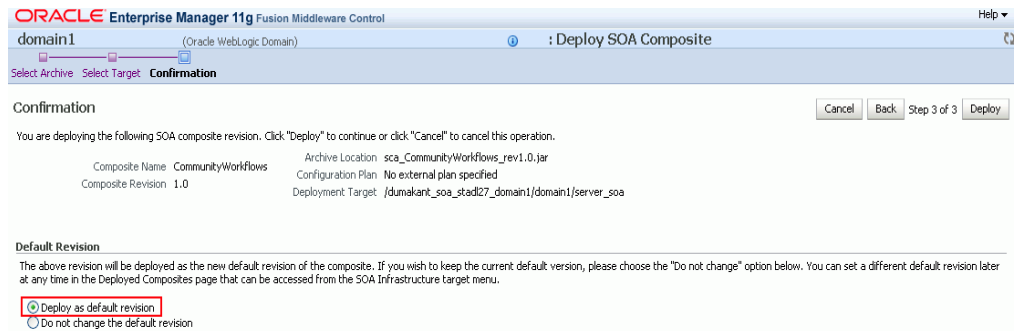 ORACLE Enterprise Manager 11g Fusion Middleware Control
Help
domain1 (Oracle WebLogic Domain) : Deploy SOA Composite
Select Archive Select Target Confirmation
Confirmation
Cancel Back Step 3 of 3 Deploy
You are deploying the following SOA composite revision. Click "Deploy" to continue or click "Cancel" to cancel this operation.
Composite Name CommunityWorkflows
Composite Revision 1.0
Archive Location sca_CommunityWorkflows_rev1.0.jar
Configuration Plan No external plan specified
Deployment Target /dumakant_soa_stadl27_domain1/domain1/server_soa
Default Revision
The above revision will be deployed as the new default revision of the composite. If you wish to keep the current default version, please choose the "Do not change" option below. You can set a different default revision later
at any time in the Deployed Composites page that can be accessed from the SOA Infrastructure target menu.
Deploy as default revision
Do not change the default revision